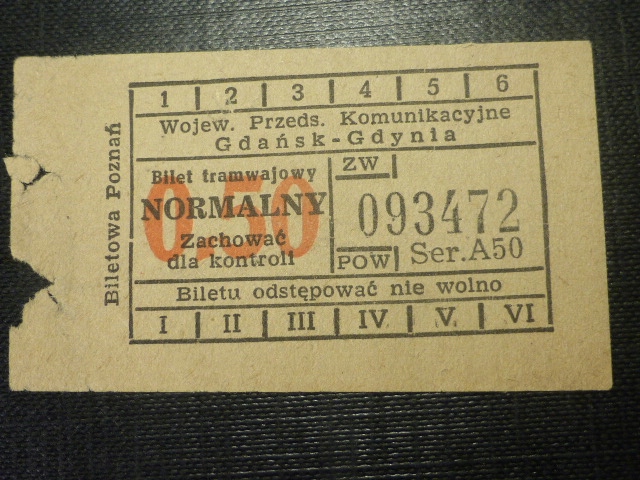 1 2 3 4 5 6
Wojew. Przeds. Komunikacyjne
Gdańsk-Gdynia
Bilet tramwajowy
NORMALNY
0.50
Zachować
dla kontroli
ZW
093472
POW Ser.A50
Biletu odstępować nie wolno
I II III IV V VI
Biletowa Poznań